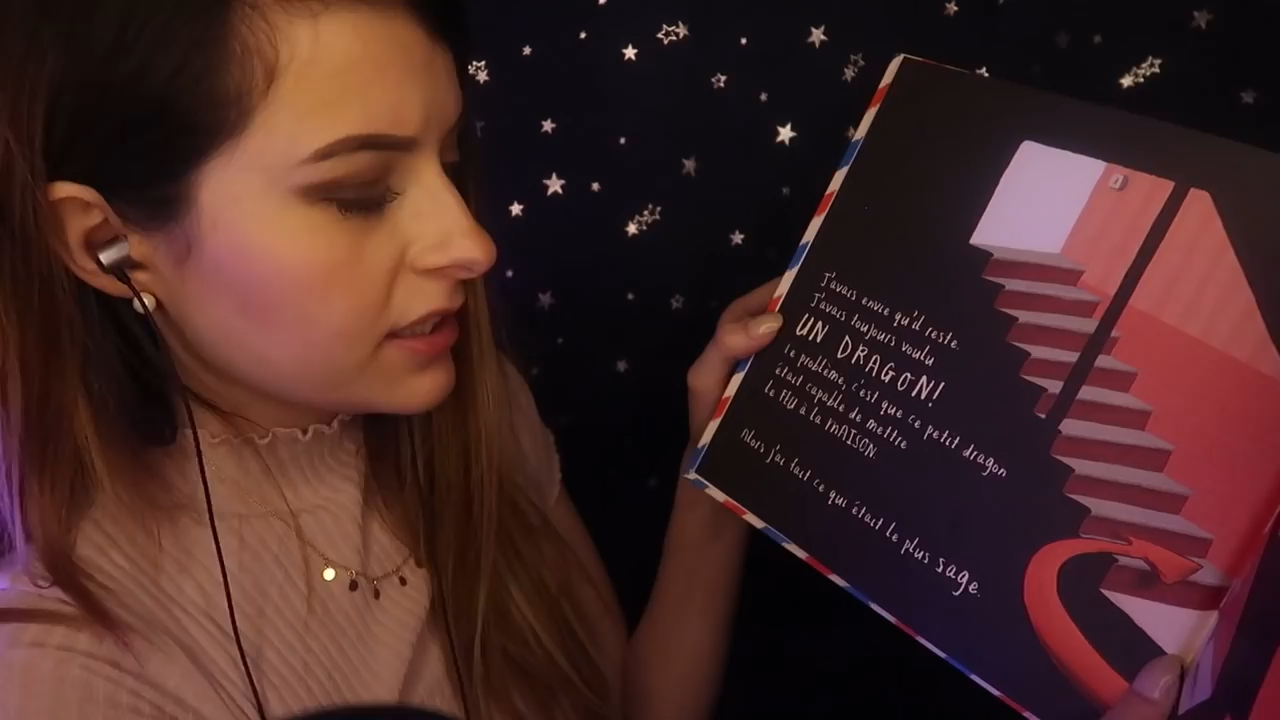 J'avais envie qu'il reste.
J'avais toujours voulu
UN DRAGON!
le problème, c'est que ce petit dragon
était capable de mettre
le FEU à la MAISON.
Alors j'ai fait ce qui était le plus sage.